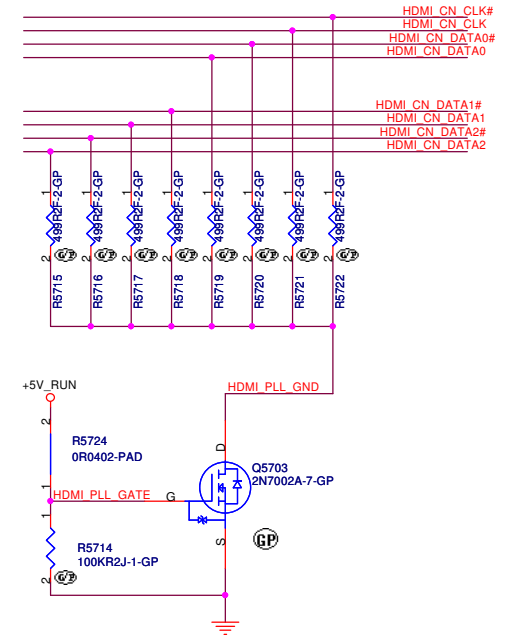 HDMI_CN_CLK#
HDMI_CN_CLK
HDMI_CN_DATA0#
HDMI_CN_DATA0
HDMI_CN_DATA1#
HDMI_CN_DATA1
HDMI_CN_DATA2#
HDMI_CN_DATA2
1 499R2F-2-GP 2 G/P R5715
1 499R2F-2-GP 2 G/P R5716
1 499R2F-2-GP 2 G/P R5717
1 499R2F-2-GP 2 G/P R5718
1 499R2F-2-GP 2 G/P R5719
1 499R2F-2-GP 2 G/P R5720
1 499R2F-2-GP 2 G/P R5721
1 499R2F-2-GP 2 G/P R5722
+5V_RUN
HDMI_PLL_GND
2
R5724
0R0402-PAD
1
D
Q5703
2N7002A-7-GP
HDMI_PLL_GATE
G
1
S
GP
R5714
100KR2J-1-GP
2
G/P